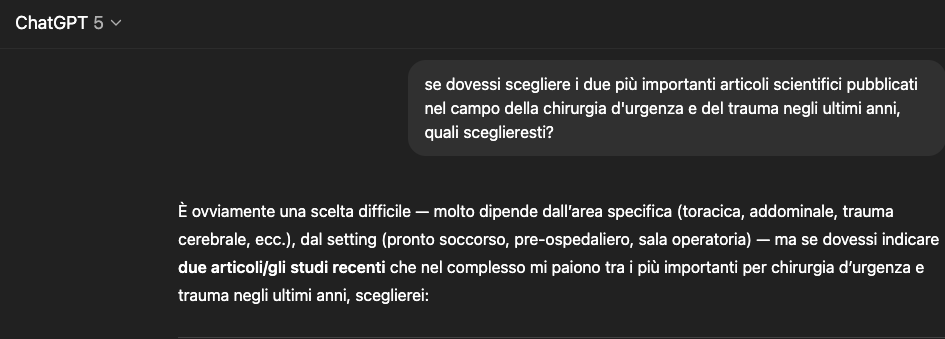 ChatGPT 5
se dovessi scegliere i due più importanti articoli scientifici pubblicati
nel campo della chirurgia d'urgenza e del trauma negli ultimi anni,
quali sceglieresti?
È ovviamente una scelta difficile — molto dipende dall’area specifica (toracica, addominale, trauma
cerebrale, ecc.), dal setting (pronto soccorso, pre-ospedaliero, sala operatoria) — ma se dovessi indicare
due articoli/gli studi recenti che nel complesso mi paiono tra i più importanti per chirurgia d’urgenza e
trauma negli ultimi anni, sceglierei: